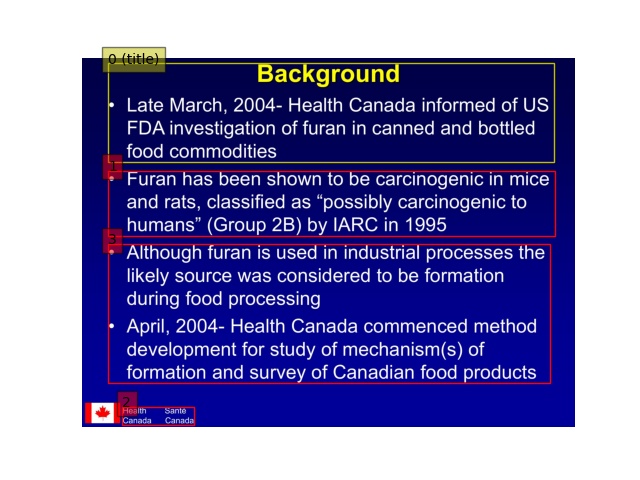 0 (title)
Background
• Late March, 2004- Health Canada informed of US
FDA investigation of furan in canned and bottled
food commodities
• Furan has been shown to be carcinogenic in mice
and rats, classified as “possibly carcinogenic to
humans” (Group 2B) by IARC in 1995
3
• Although furan is used in industrial processes the
likely source was considered to be formation
during food processing
• April, 2004- Health Canada commenced method
development for study of mechanism(s) of
formation and survey of Canadian food products
2
Health Santé
Canada Canada